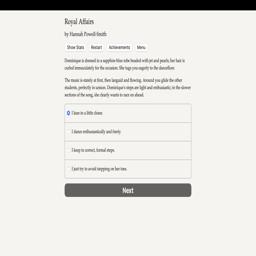 Royal Affairs
by Hannah Powell-Smith
Show Stats Restart Achievements Menu
Dominique is dressed in a sapphire-blue robe beaded with jet and pearls; her hair is
curled immaculately for the occasion. She tugs you eagerly to the dancefloor.
The music is stately at first, then languid and flowing. Around you glide the other
students, perfectly in unison. Dominique's steps are light and enthusiastic; in the slower
sections of the song, she clearly wants to race on ahead.
I lean in a little closer.
I dance enthusiastically and freely.
I keep to correct, formal steps.
I just try to avoid stepping on her toes.
Next